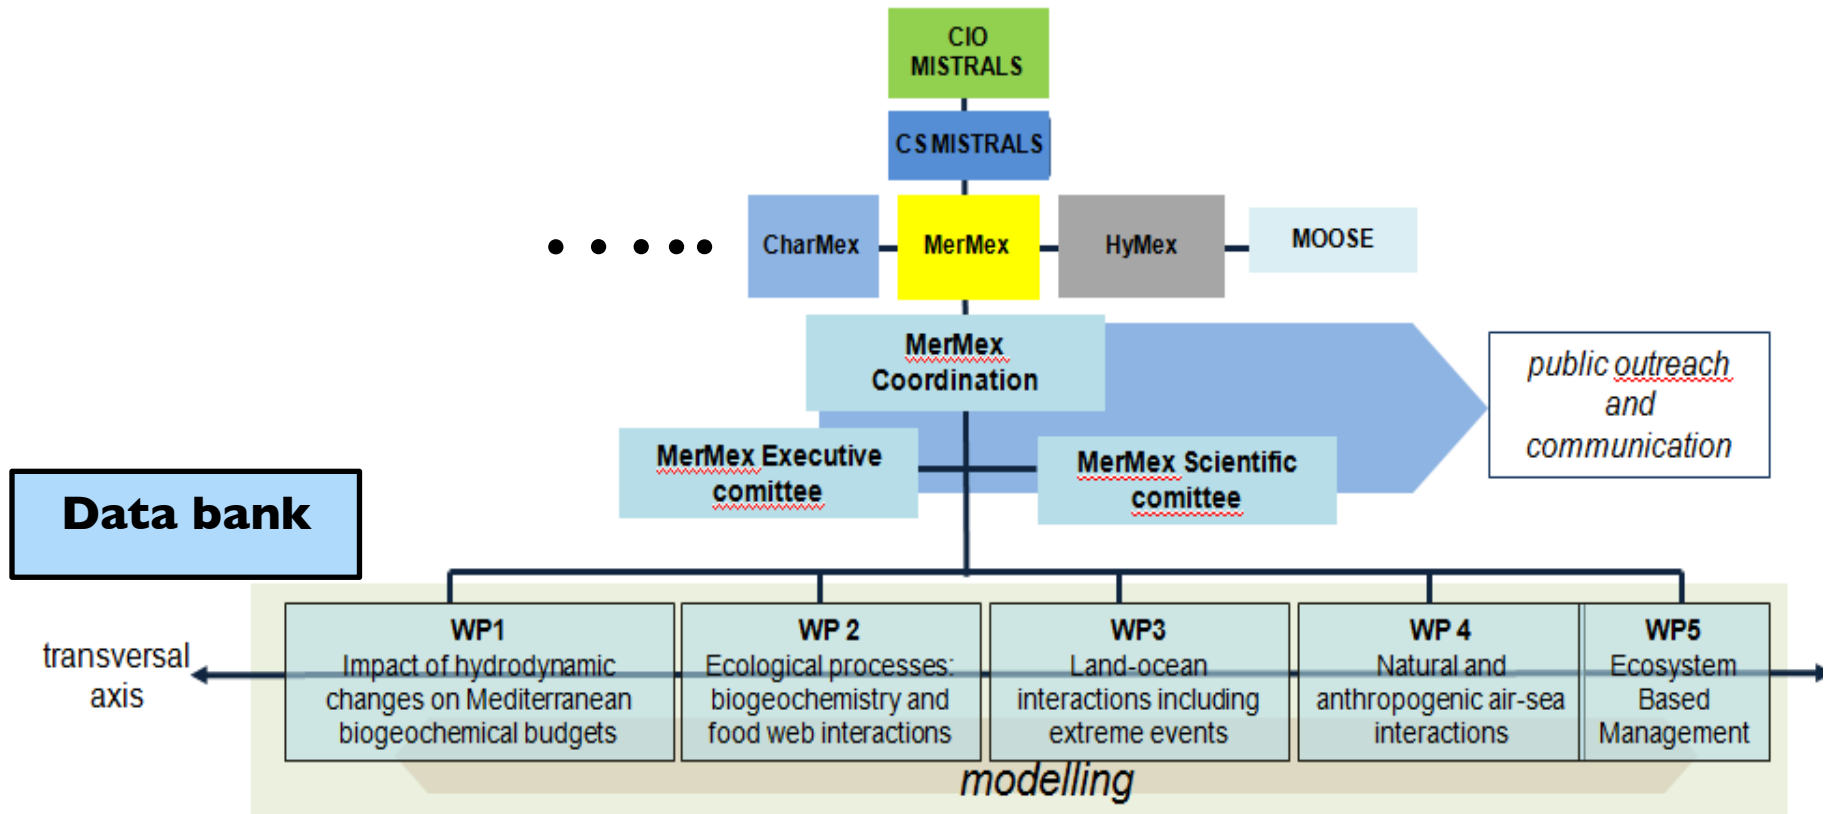 CIO
MISTRALS
CS MISTRALS
CharMex
MerMex
HyMex
MOOSE
MerMex
Coordination
public outreach
and
communication
MerMex Executive
comittee
MerMex Scientific
comittee
Data bank
transversal
axis
WP1
Impact of hydrodynamic
changes on Mediterranean
biogeochemical budgets
WP 2
Ecological processes:
biogeochemistry and
food web interactions
WP3
Land-ocean
interactions including
extreme events
WP 4
Natural and
anthropogenic air-sea
interactions
WP5
Ecosystem
Based
Management
modelling